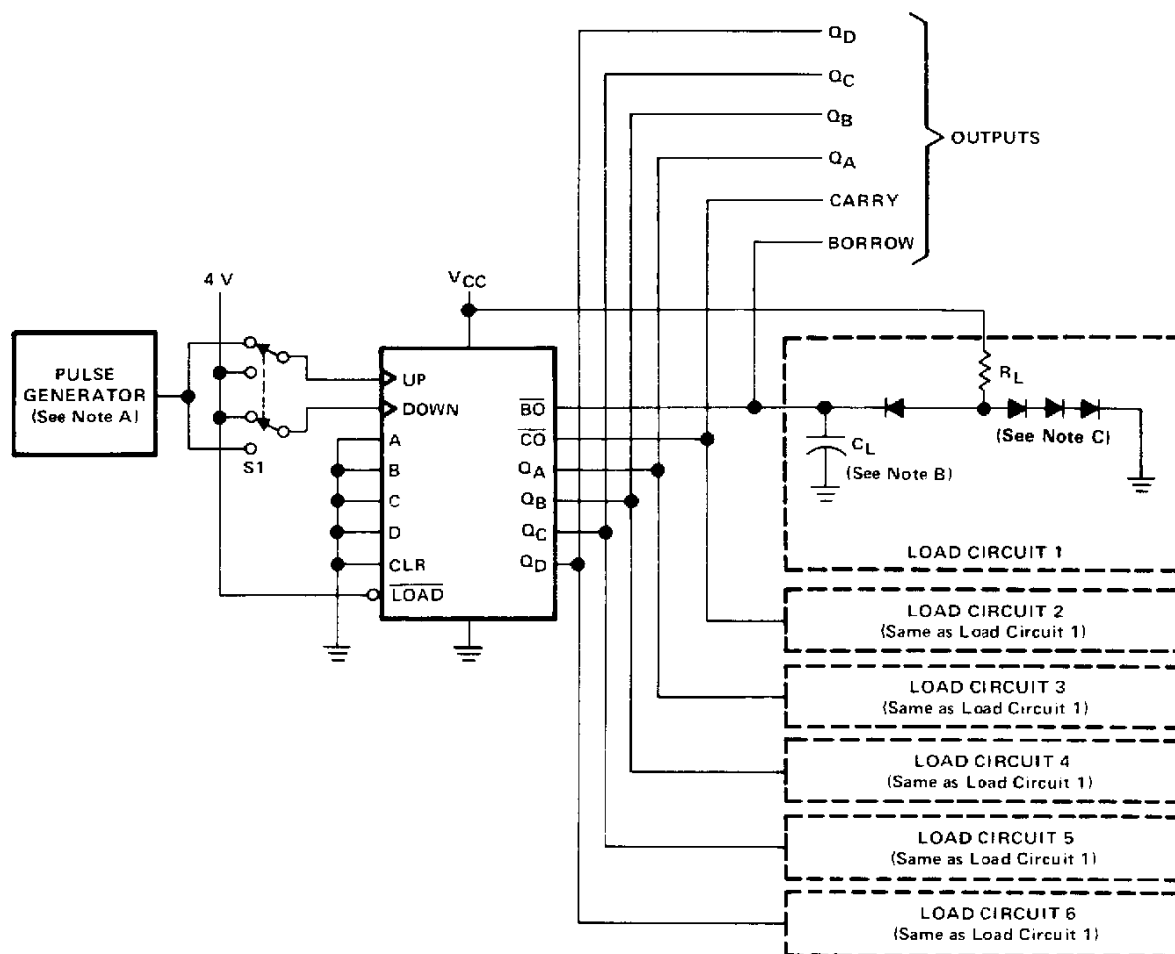 QD
QC
QB
QA
CARRY
BORROW
OUTPUTS
4 V
VCC
PULSE
GENERATOR
(See Note A)
S1
UP
DOWN
A
B
C
D
CLR
L̅O̅A̅D̅
B̅O̅
C̅O̅
QA
QB
QC
QD
RL
CL
(See Note B)
(See Note C)
LOAD CIRCUIT 1
LOAD CIRCUIT 2
(Same as Load Circuit 1)
LOAD CIRCUIT 3
(Same as Load Circuit 1)
LOAD CIRCUIT 4
(Same as Load Circuit 1)
LOAD CIRCUIT 5
(Same as Load Circuit 1)
LOAD CIRCUIT 6
(Same as Load Circuit 1)